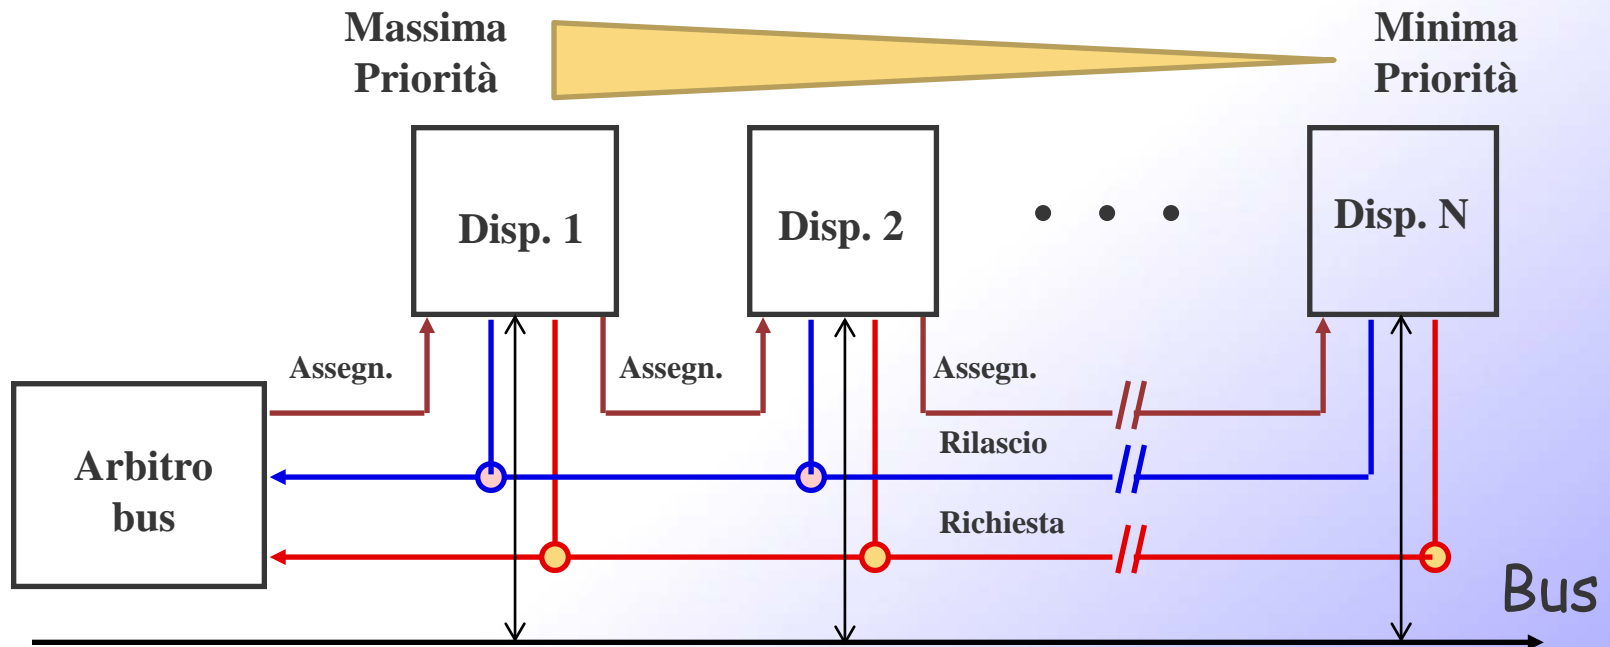 Massima
Priorità
Minima
Priorità
Disp. 1
Disp. 2
Disp. N
Assegn.
Assegn.
Assegn.
Arbitro
bus
Rilascio
Richiesta
Bus